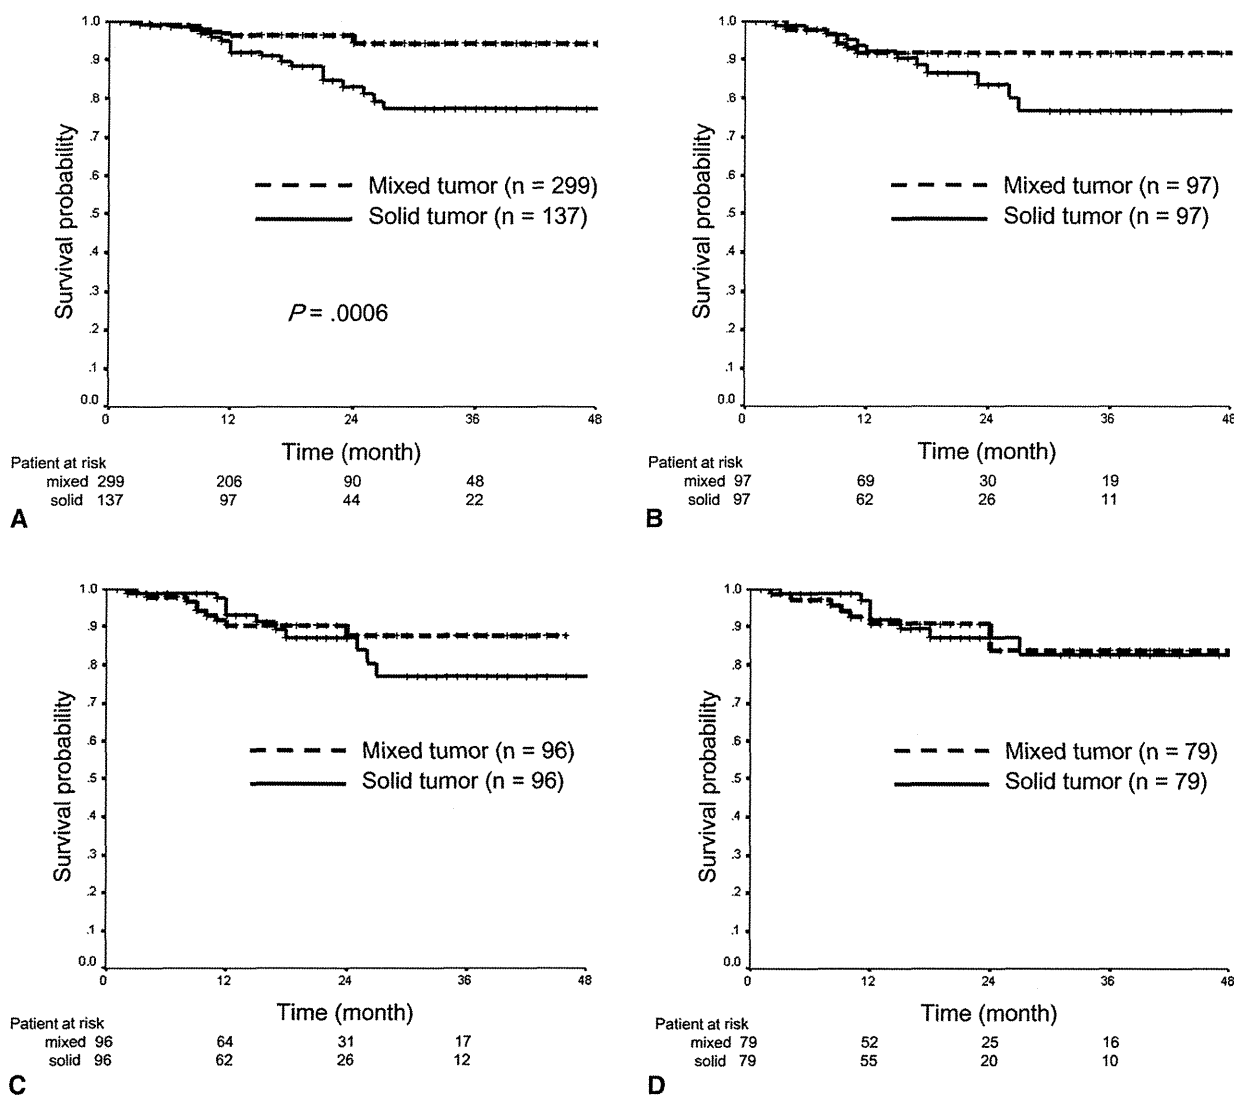 1.0
.9
.8
.7
.6
.5
.4
.3
.2
.1
0.0
Survival probability
Mixed tumor (n = 299)
Solid tumor (n = 137)
P = .0006
0 12 24 36 48
Time (month)
Patient at risk
mixed 299 206 90 48
solid 137 97 44 22
A
1.0
.9
.8
.7
.6
.5
.4
.3
.2
.1
0.0
Survival probability
Mixed tumor (n = 97)
Solid tumor (n = 97)
0 12 24 36 48
Time (month)
Patient at risk
mixed 97 69 30 19
solid 97 62 26 11
B
1.0
.9
.8
.7
.6
.5
.4
.3
.2
.1
0.0
Survival probability
Mixed tumor (n = 96)
Solid tumor (n = 96)
0 12 24 36 48
Time (month)
Patient at risk
mixed 96 64 31 17
solid 96 62 26 12
C
1.0
.9
.8
.7
.6
.5
.4
.3
.2
.1
0.0
Survival probability
Mixed tumor (n = 79)
Solid tumor (n = 79)
0 12 24 36 48
Time (month)
Patient at risk
mixed 79 52 25 16
solid 79 55 20 10
D